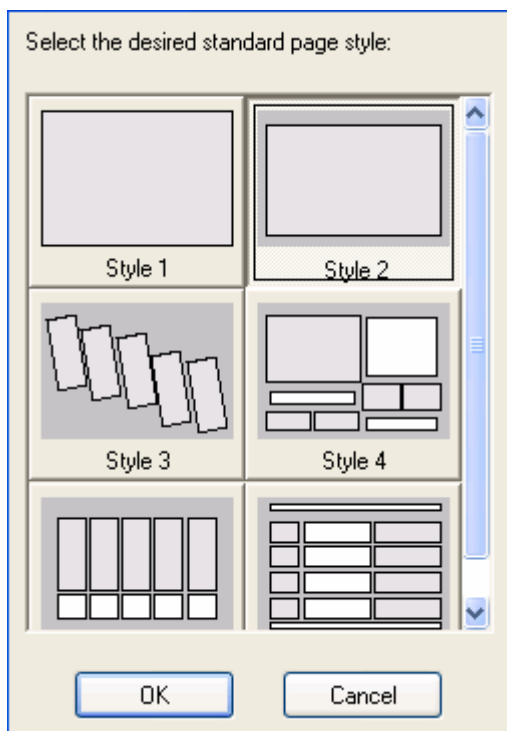 Select the desired standard page style:
Style 1
Style 2
Style 3
Style 4
OK
Cancel